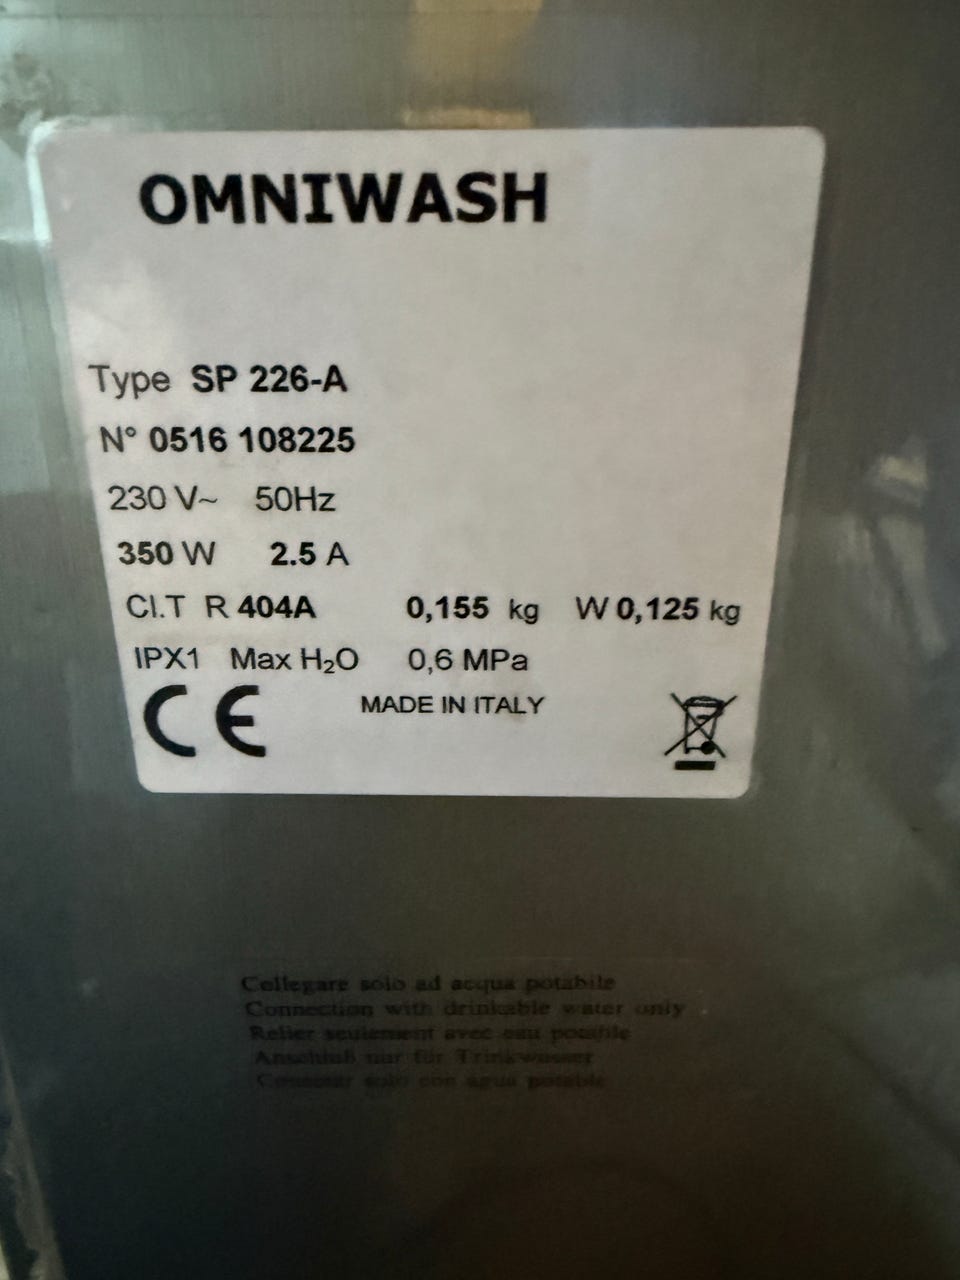 OMNIWASH
Type SP 226-A
N° 0516 108225
230 V~ 50Hz
350 W 2.5 A
Cl.T R 404A 0,155 kg W 0,125 kg
IPX1 Max H₂O 0,6 MPa
CE MADE IN ITALY
Collegare solo ad acqua potabile
Connection with drinkable water only
Relier seulement avec eau potable
Anschluß nur für Trinkwasser
solo con agua potable